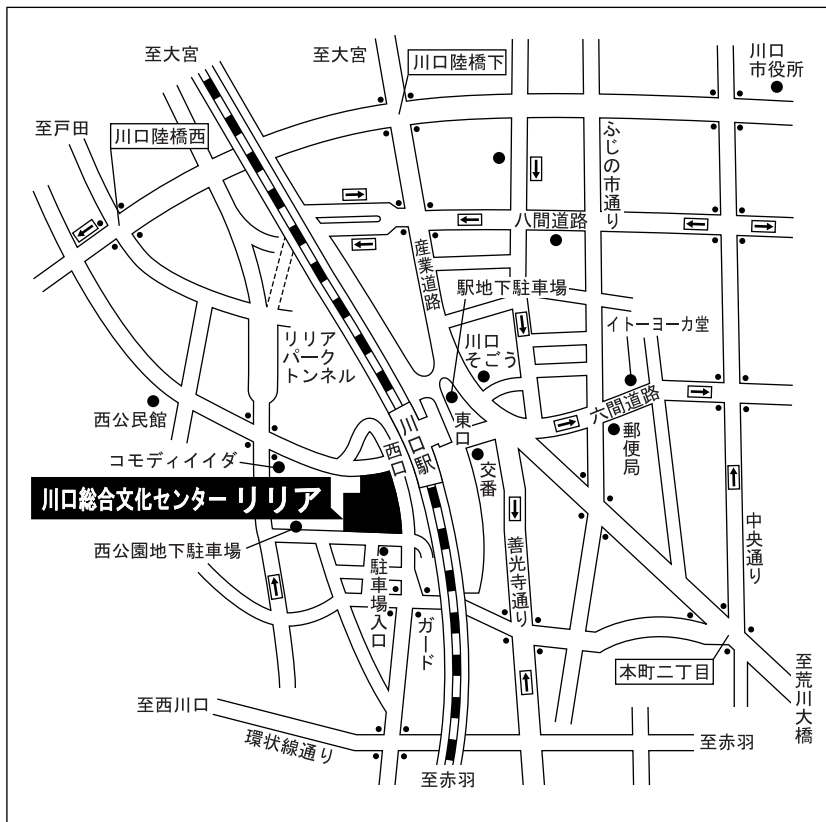 至大宮
至大宮
川口陸橋下
川口
市役所
至戸田
川口陸橋西
ふじの市通り
八間道路
産業道路
駅地下駐車場
イトーヨーカ堂
リリア
パーク
トンネル
川口
そごう
六間道路
西公民館
川口駅
東口
西口
郵便局
交番
コモディイイダ
川口総合文化センター リリア
西公園地下駐車場
駐車場入口
善光寺通り
中央通り
ガード
本町二丁目
至荒川大橋
至西川口
環状線通り
至赤羽
至赤羽